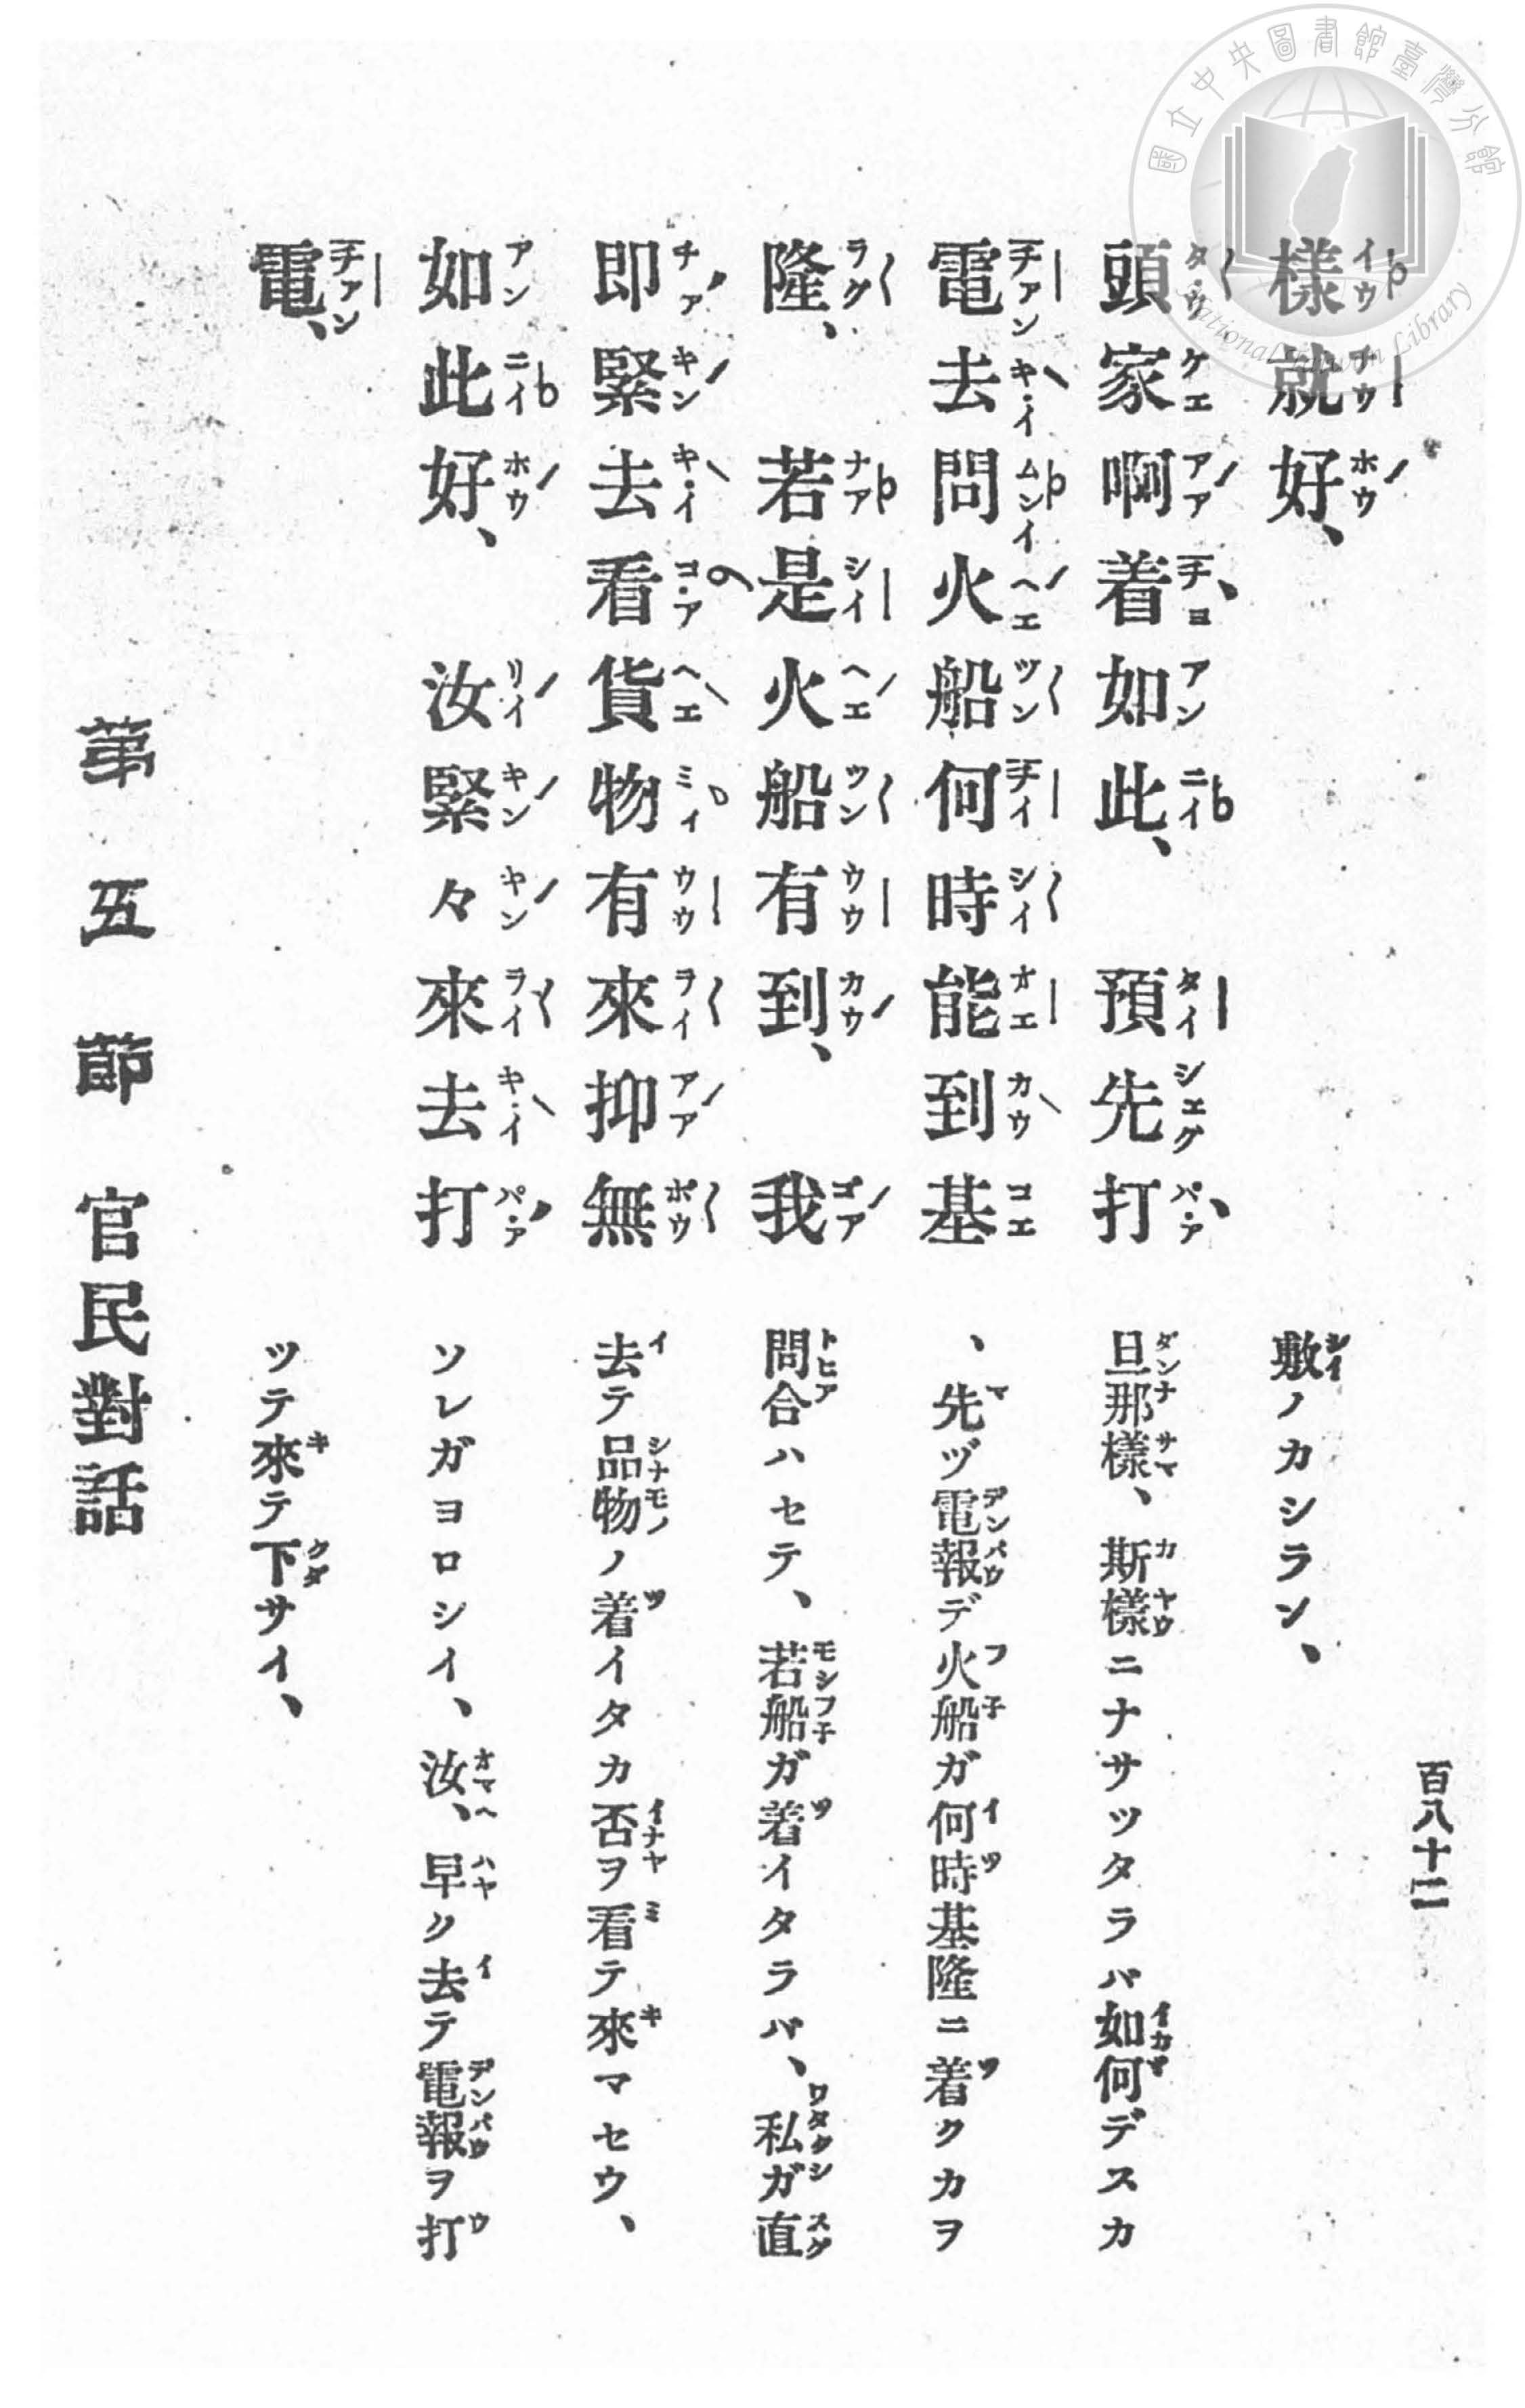 國立中央圖書館臺灣分館
National Taiwan Library
百八十二
樣就好、
敷ノカシラン、
頭家啊着如此、預先打
旦那樣、斯樣ニナサツタラバ如何デスカ
電去問火船何時能到基
、先ヅ電報デ火船ガ何時基隆ニ着クカヲ
隆、若是火船有到、我
問合ハセテ、若船ガ着イタラバ、私ガ直
即緊去看貨物有來抑無
去テ品物ノ着イタカ否ヲ看テ來マセウ、
如此好、汝緊々來去打
ソレガヨロシイ、汝、早ク去テ電報ヲ打
電、
ツテ來テ下サイ、
第五節 官民對話